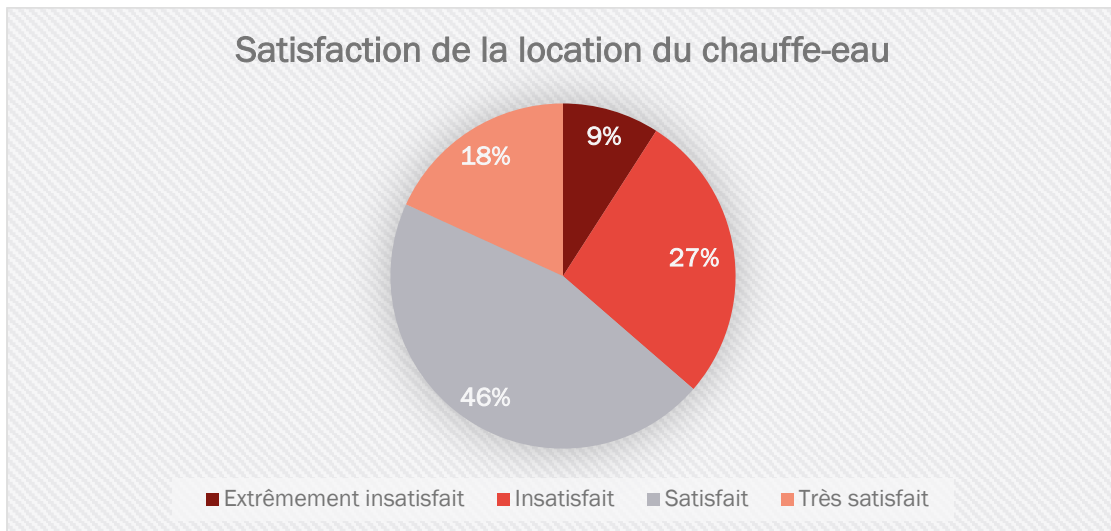 Satisfaction de la location du chauffe-eau
9%
18%
27%
46%
Extrêmement insatisfait Insatisfait Satisfait Très satisfait